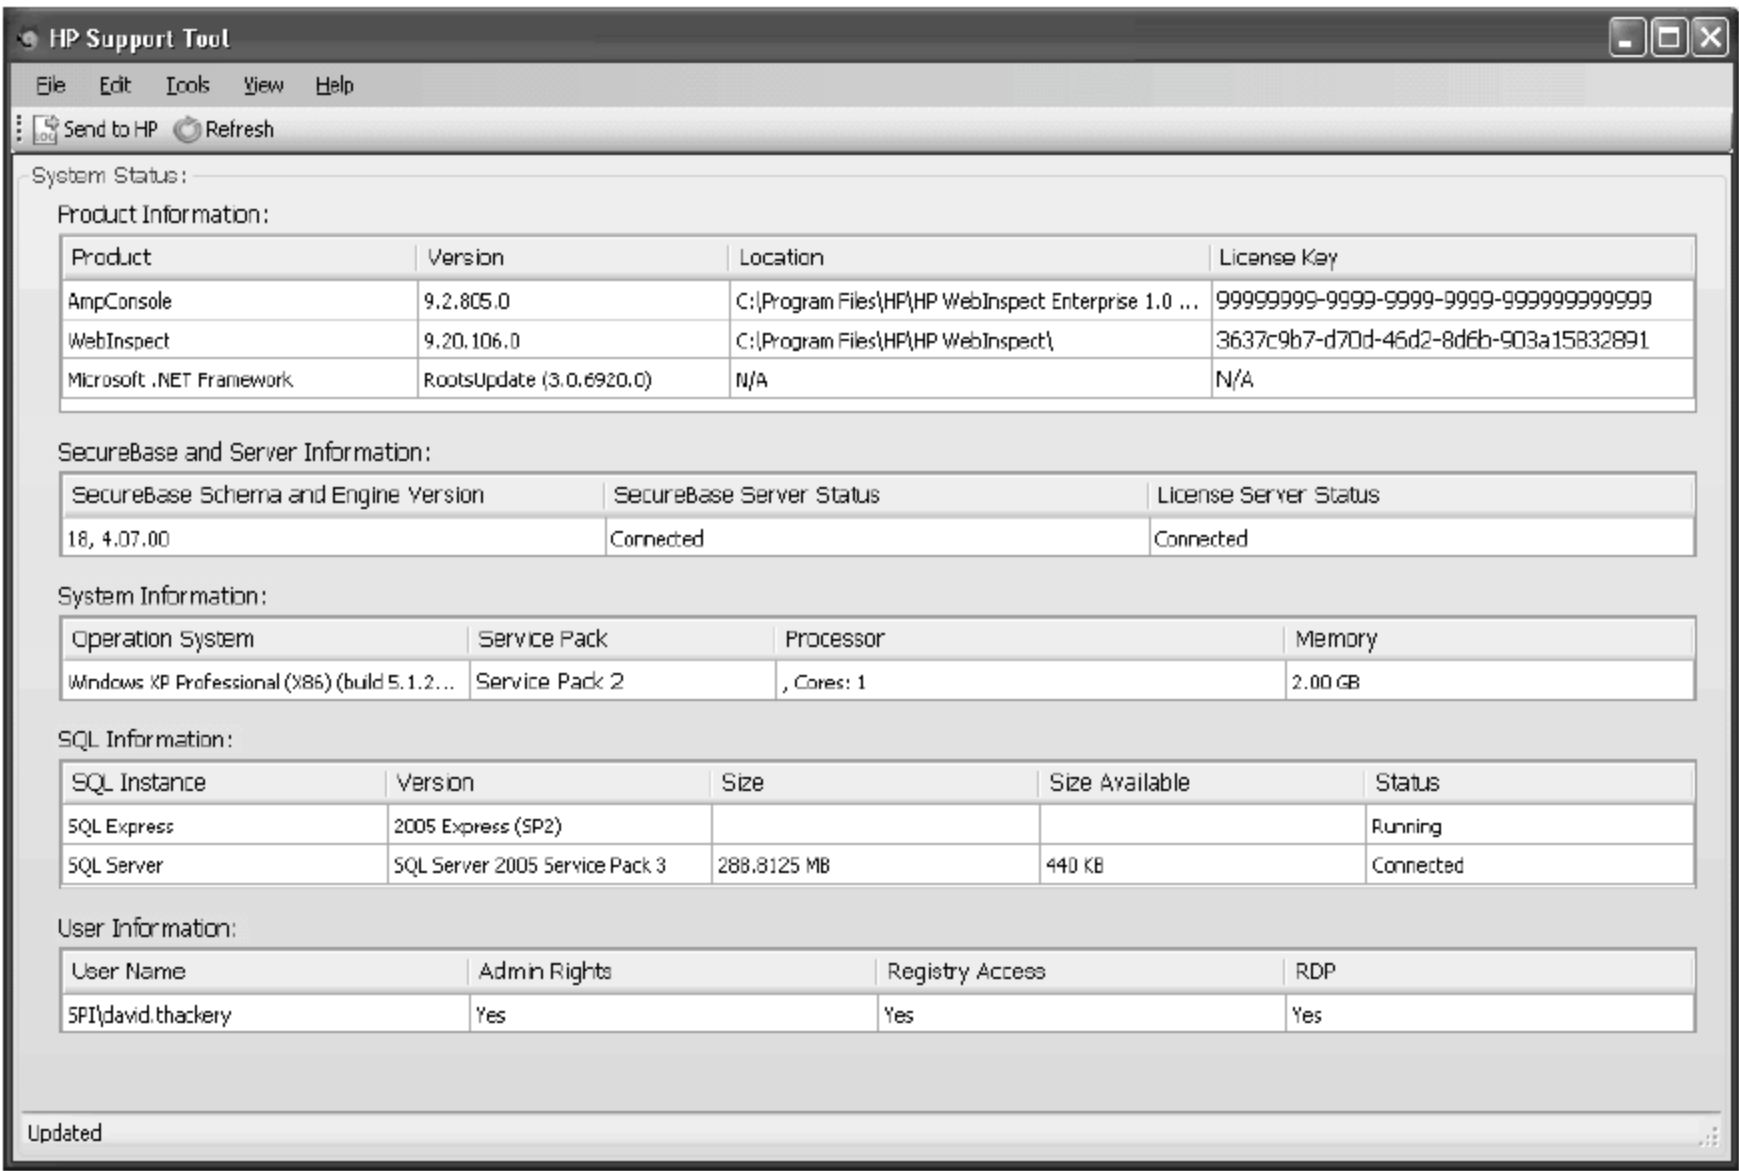 HP Support Tool
File Edit Tools View Help
Send to HP Refresh
System Status:
Product Information:
Product Version Location License Key
AmpConsole 9.2.805.0 C:\Program Files\HP\HP WebInspect Enterprise 1.0 ... 99999999-9999-9999-9999-999999999999
WebInspect 9.20.106.0 C:\Program Files\HP\HP WebInspect\ 3637c9b7-d70d-46d2-8d6b-903a15832891
Microsoft .NET Framework RootsUpdate (3.0.6920.0) N/A N/A
SecureBase and Server Information:
SecureBase Schema and Engine Version SecureBase Server Status License Server Status
18, 4.07.00 Connected Connected
System Information:
Operation System Service Pack Processor Memory
Windows XP Professional (X86) (build 5.1.2... Service Pack 2 , Cores: 1 2.00 GB
SQL Information:
SQL Instance Version Size Size Available Status
SQL Express 2005 Express (SP2) Running
SQL Server SQL Server 2005 Service Pack 3 288.8125 MB 440 KB Connected
User Information:
User Name Admin Rights Registry Access RDP
SPI\david.thackery Yes Yes Yes
Updated